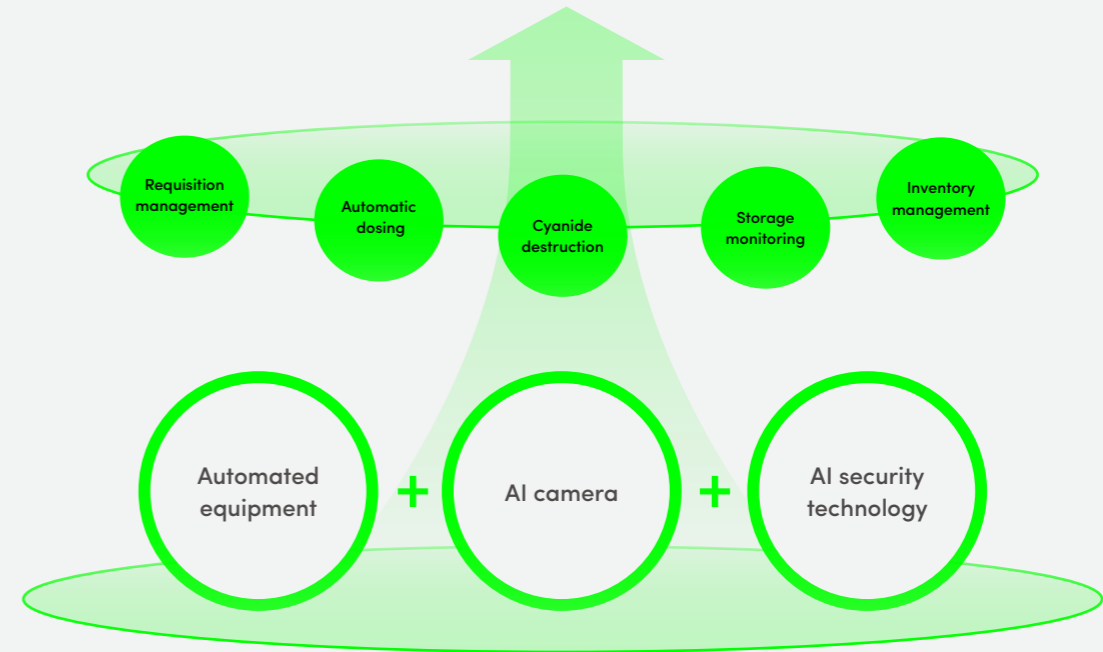 Requisition
management
Automatic
dosing
Cyanide
destruction
Storage
monitoring
Inventory
management
Automated
equipment
+
AI camera
+
AI security
technology